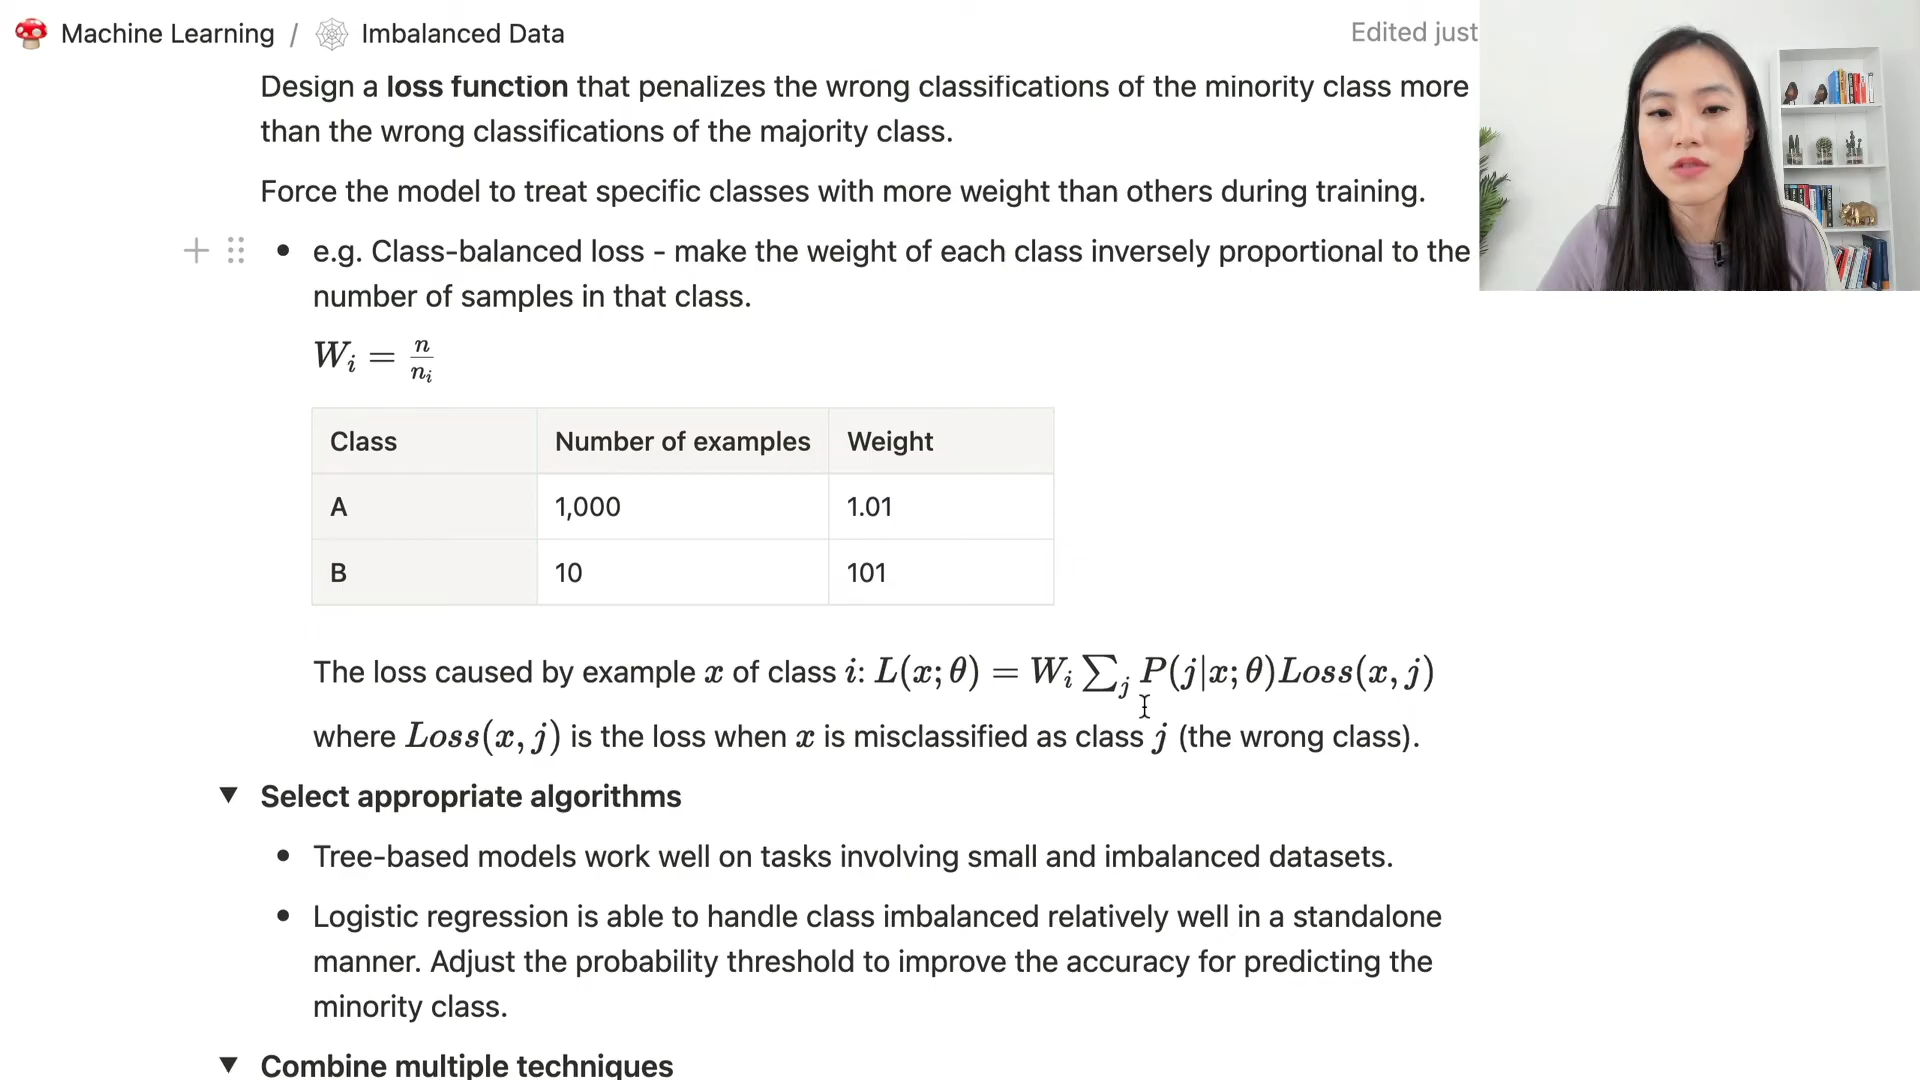 Machine Learning / Imbalanced Data
Edited just
Design a loss function that penalizes the wrong classifications of the minority class more
than the wrong classifications of the majority class.
Force the model to treat specific classes with more weight than others during training.
• e.g. Class-balanced loss - make the weight of each class inversely proportional to the
number of samples in that class.
W_i = n/n_i
Class Number of examples Weight
A 1,000 1.01
B 10 101
The loss caused by example x of class i: L(x; θ) = W_i ∑_j P(j|x; θ)Loss(x, j)
where Loss(x, j) is the loss when x is misclassified as class j (the wrong class).
▼ Select appropriate algorithms
• Tree-based models work well on tasks involving small and imbalanced datasets.
• Logistic regression is able to handle class imbalanced relatively well in a standalone
manner. Adjust the probability threshold to improve the accuracy for predicting the
minority class.
▼ Combine multiple techniques